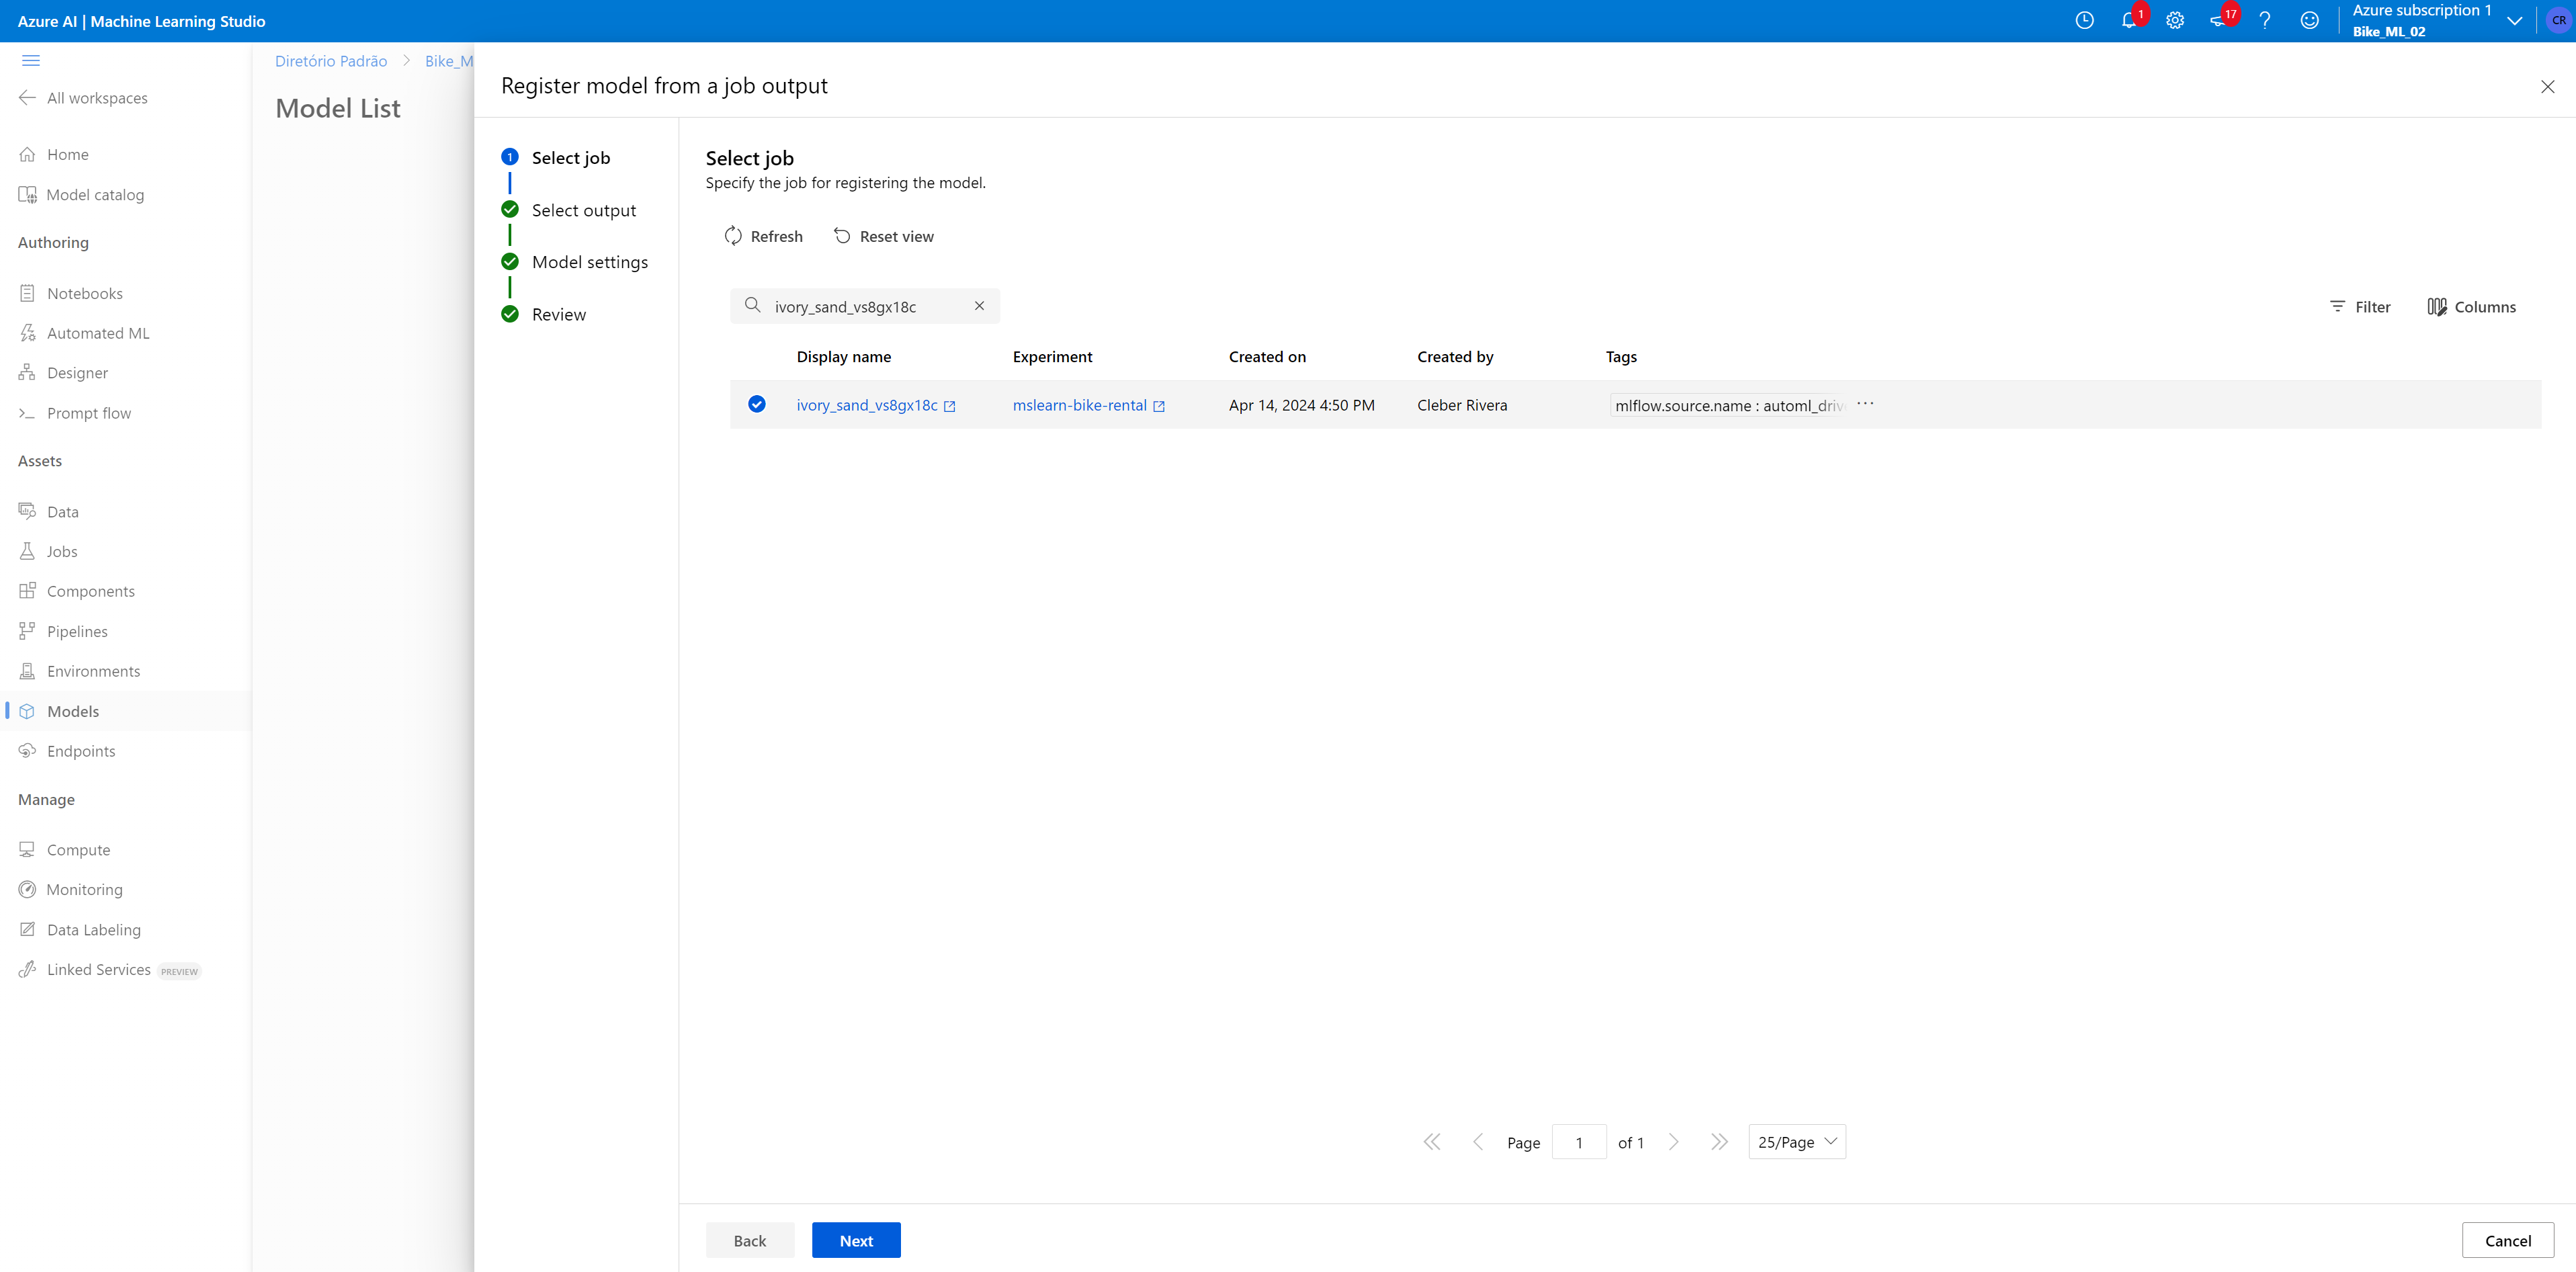 Azure AI | Machine Learning Studio
1
17
Azure subscription 1
Bike_ML_02
CR
All workspaces
Home
Model catalog
Authoring
Notebooks
Automated ML
Designer
Prompt flow
Assets
Data
Jobs
Components
Pipelines
Environments
Models
Endpoints
Manage
Compute
Monitoring
Data Labeling
Linked Services PREVIEW
Diretório Padrão > Bike_M
Model List
Register model from a job output
1 Select job
Select output
Model settings
Review
Select job
Specify the job for registering the model.
Refresh Reset view
ivory_sand_vs8gx18c
Filter Columns
Display name Experiment Created on Created by Tags
ivory_sand_vs8gx18c mslearn-bike-rental Apr 14, 2024 4:50 PM Cleber Rivera mlflow.source.name : automl_driv ...
Page 1 of 1 25/Page
Back Next Cancel